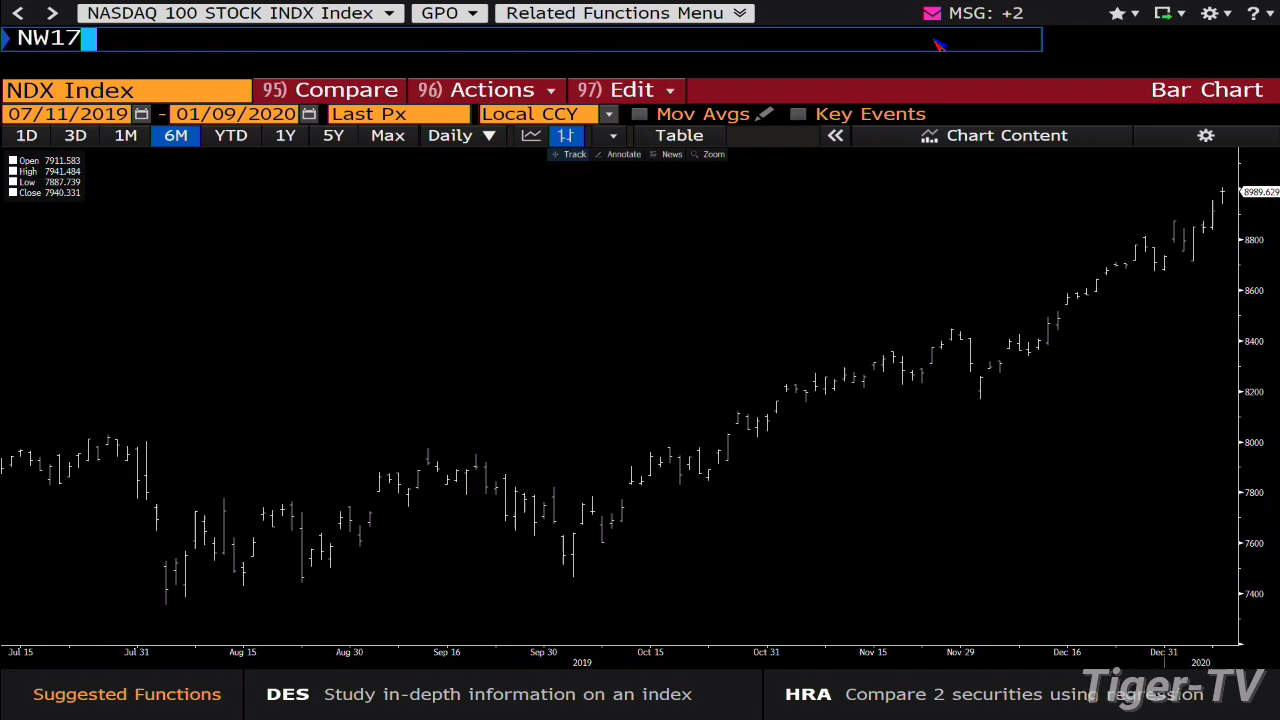 NASDAQ 100 STOCK INDX Index GPO Related Functions Menu MSG: +2 ?
NW17
NDX Index 95) Compare 96) Actions 97) Edit Bar Chart
07/11/2019 - 01/09/2020 Last Px Local CCY Mov Avgs Key Events
1D 3D 1M 6M YTD 1Y 5Y Max Daily Table Chart Content
Track Annotate News Zoom
Open 7911.583
High 7941.484
Low 7887.739
Close 7940.331
8989.629
8800
8600
8400
8200
8000
7800
7600
7400
Jul 15 Jul 31 Aug 15 Aug 30 Sep 16 Sep 30 Oct 15 Oct 31 Nov 15 Nov 29 Dec 16 Dec 31
2019 2020
Suggested Functions DES Study in-depth information on an index HRA Compare 2 securities using regression
Tiger-TV